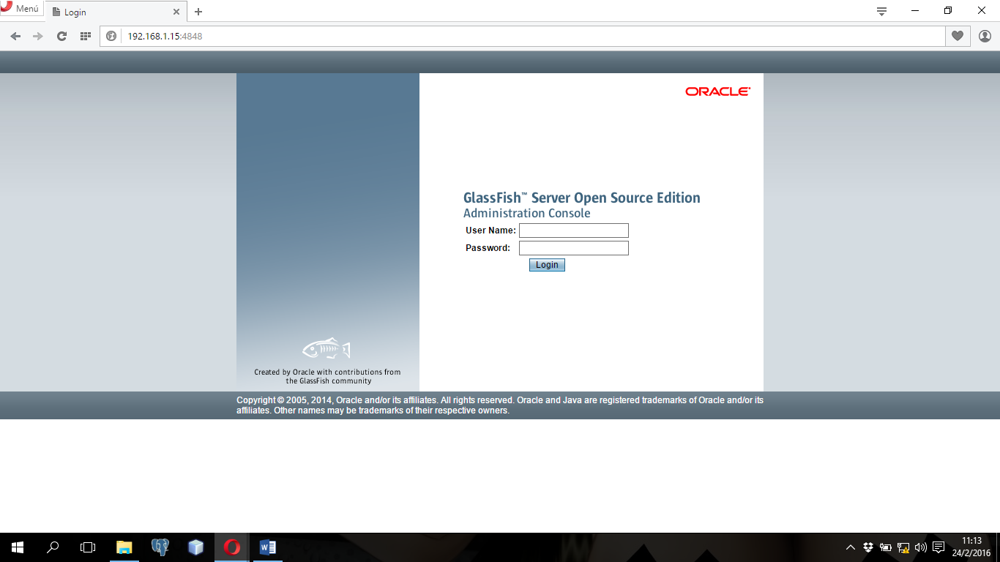 Menú
Login
192.168.1.15:4848
ORACLE
GlassFish™ Server Open Source Edition
Administration Console
User Name:
Password:
Login
Created by Oracle with contributions from
the GlassFish community
Copyright © 2005, 2014, Oracle and/or its affiliates. All rights reserved. Oracle and Java are registered trademarks of Oracle and/or its
affiliates. Other names may be trademarks of their respective owners.
11:13
24/2/2016